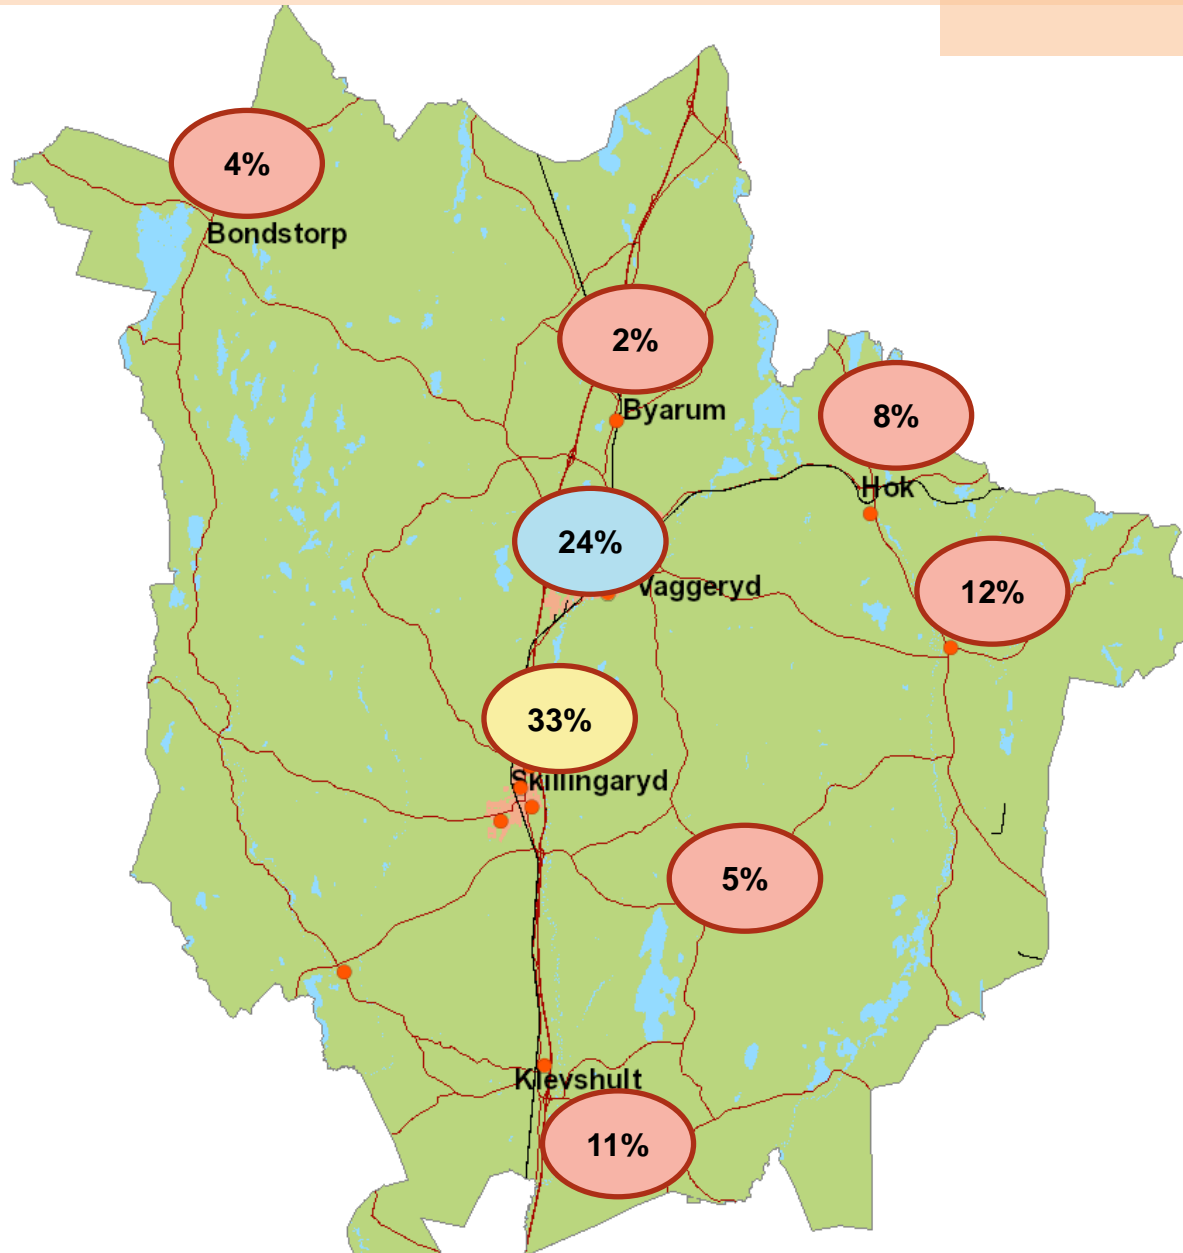 4%
Bondstorp
2%
Byarum
8%
Hok
24%
Vaggeryd
12%
33%
Skillingaryd
5%
Klevshult
11%